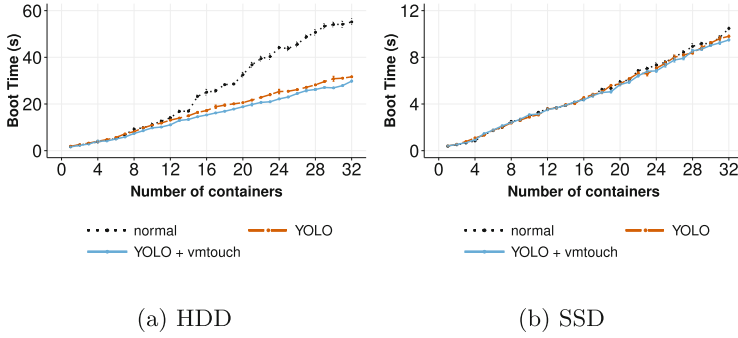 60
40
20
0
Boot Time (s)
0 4 8 12 16 20 24 28 32
Number of containers
normal
YOLO
YOLO + vmtouch
(a) HDD
12
8
4
0
Boot Time (s)
0 4 8 12 16 20 24 28 32
Number of containers
normal
YOLO
YOLO + vmtouch
(b) SSD